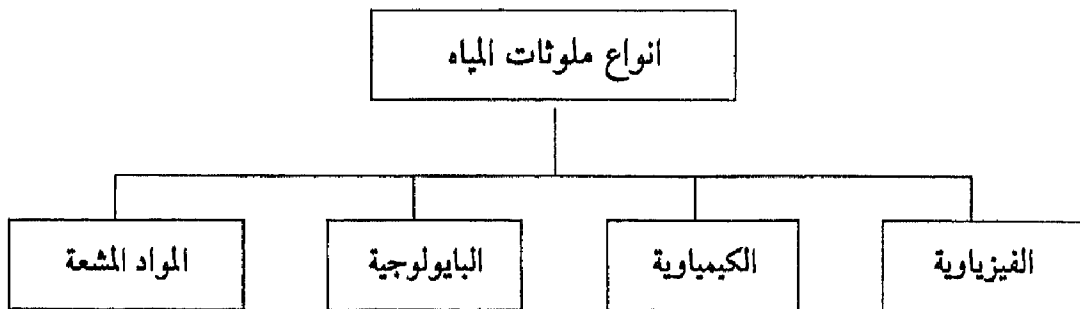 انواع ملوثات المياه
الفيزياوية
الكيمياوية
البايولوجية
المواد المشعة